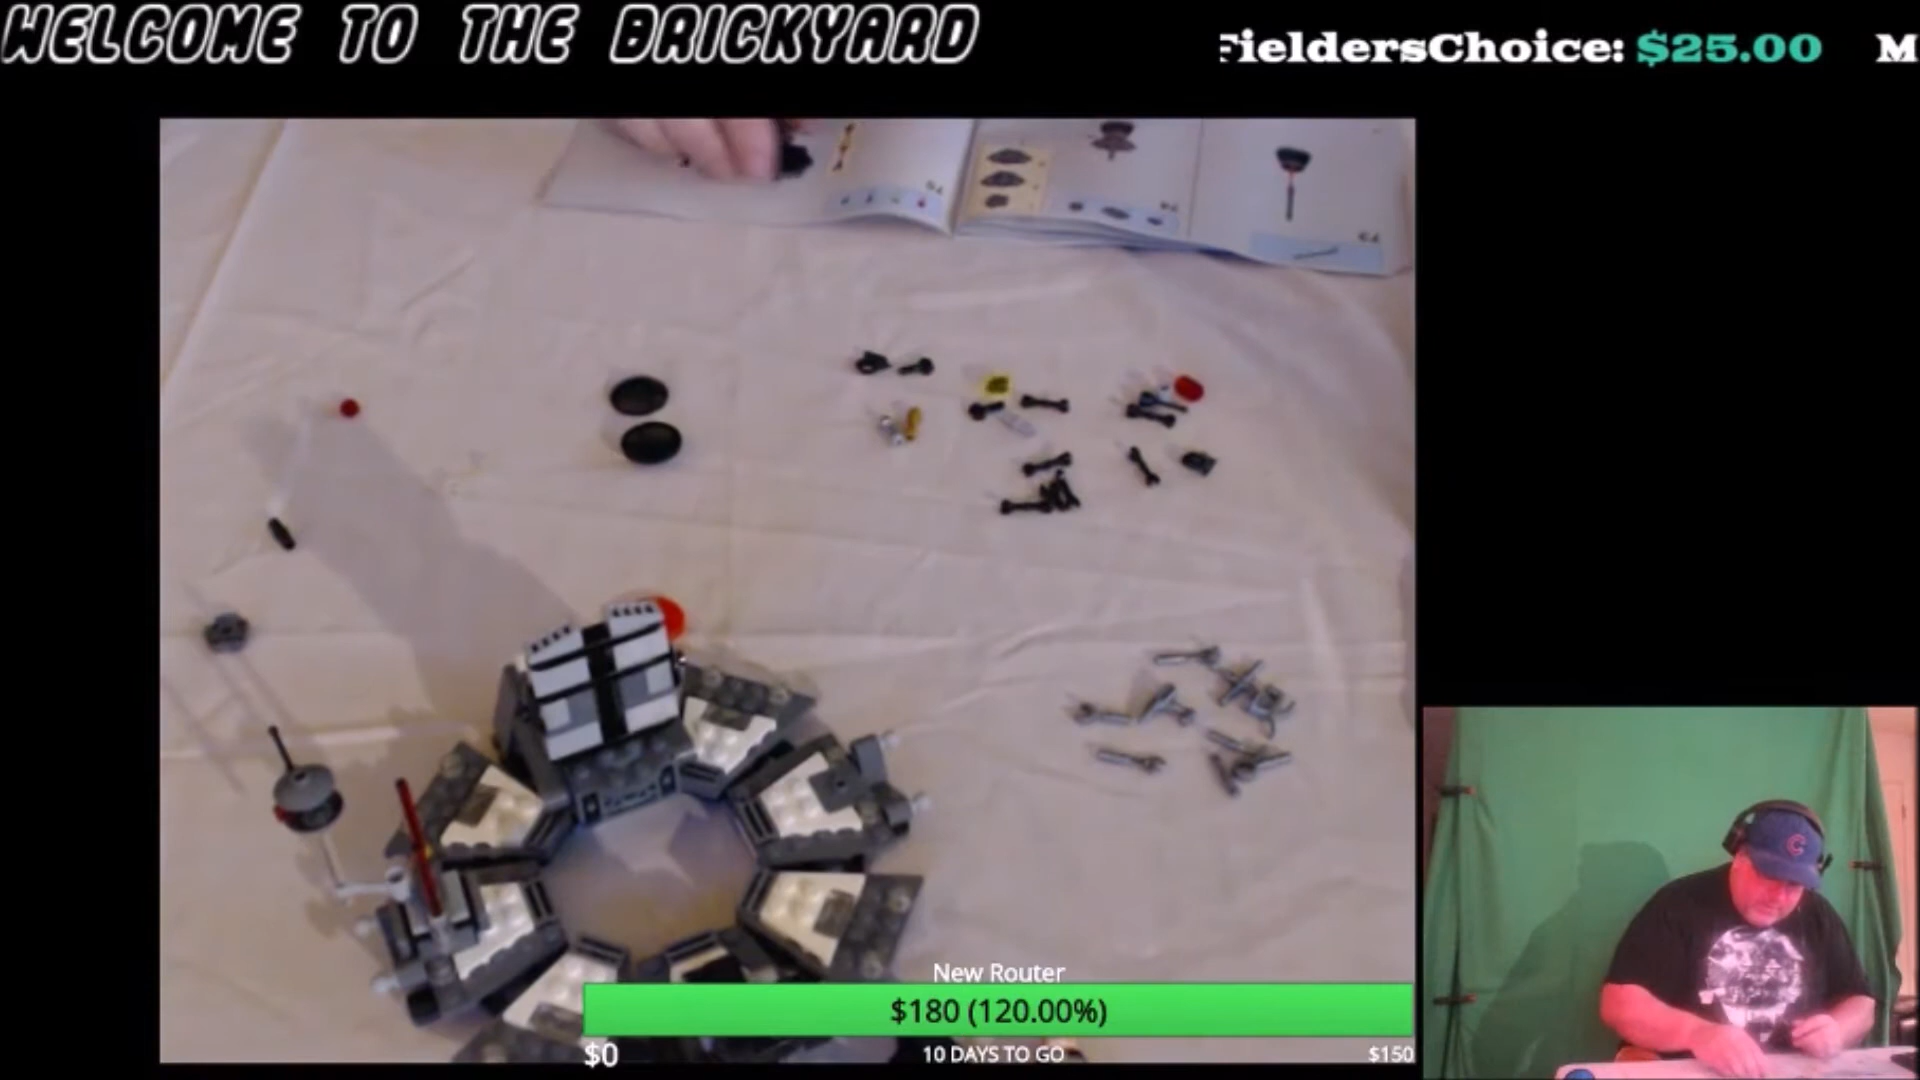 WELCOME TO THE BRICKYARD
FieldersChoice: $25.00 M
New Router
$180 (120.00%)
$0
10 DAYS TO GO
$150